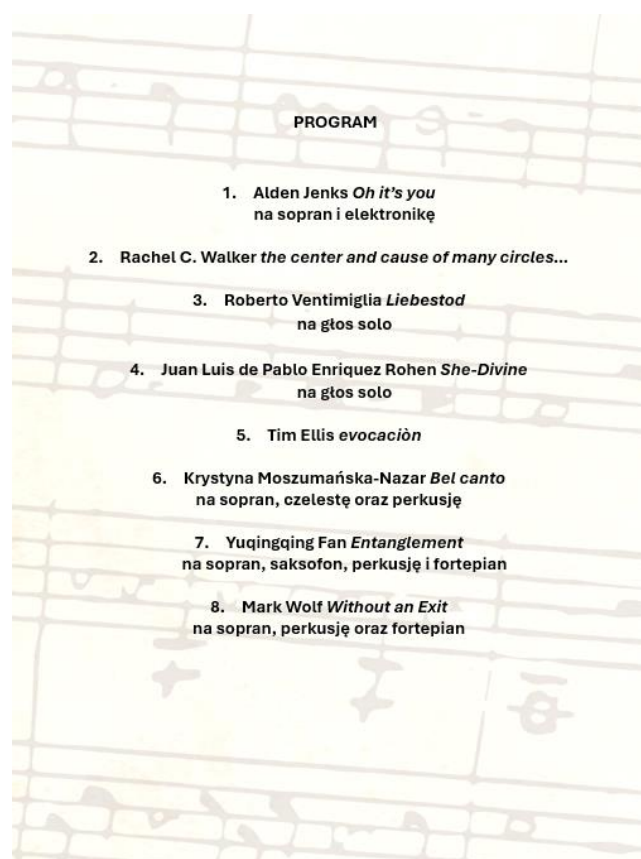 PROGRAM
1. Alden Jenks Oh it’s you
na sopran i elektronikę
2. Rachel C. Walker the center and cause of many circles...
3. Roberto Ventimiglia Liebestod
na głos solo
4. Juan Luis de Pablo Enriquez Rohen She-Divine
na głos solo
5. Tim Ellis evocaciòn
6. Krystyna Moszumańska-Nazar Bel canto
na sopran, czelestę oraz perkusję
7. Yuqingqing Fan Entanglement
na sopran, saksofon, perkusję i fortepian
8. Mark Wolf Without an Exit
na sopran, perkusję oraz fortepian